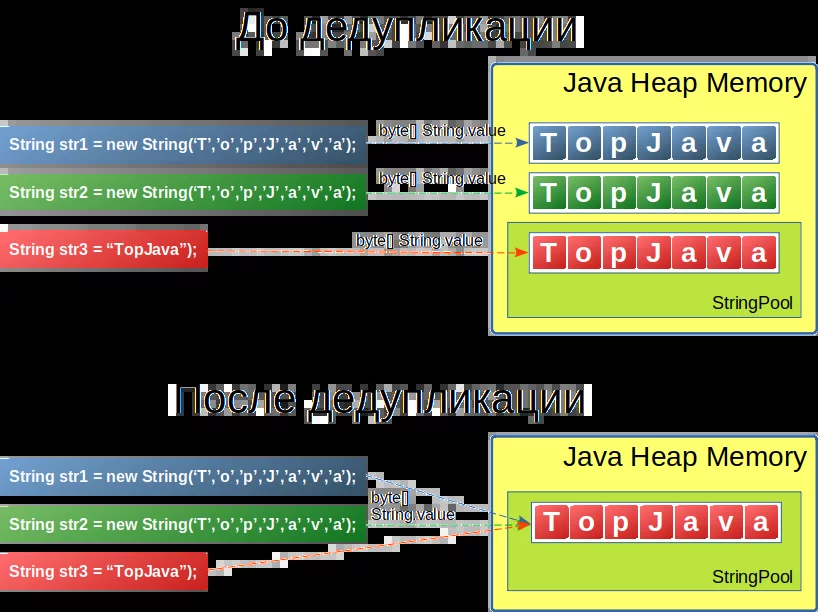 До дедупликации
Java Heap Memory
String str1 = new String(‘T’,’o’,’p’,’J’,’a’,’v’,’a’);
byte[] String.value
T o p J a v a
String str2 = new String(‘T’,’o’,’p’,’J’,’a’,’v’,’a’);
byte[] String.value
T o p J a v a
String str3 = “TopJava”);
byte[] String.value
T o p J a v a
StringPool
После дедупликации
Java Heap Memory
String str1 = new String(‘T’,’o’,’p’,’J’,’a’,’v’,’a’);
byte[]
String.value
String str2 = new String(‘T’,’o’,’p’,’J’,’a’,’v’,’a’);
T o p J a v a
String str3 = “TopJava”);
StringPool